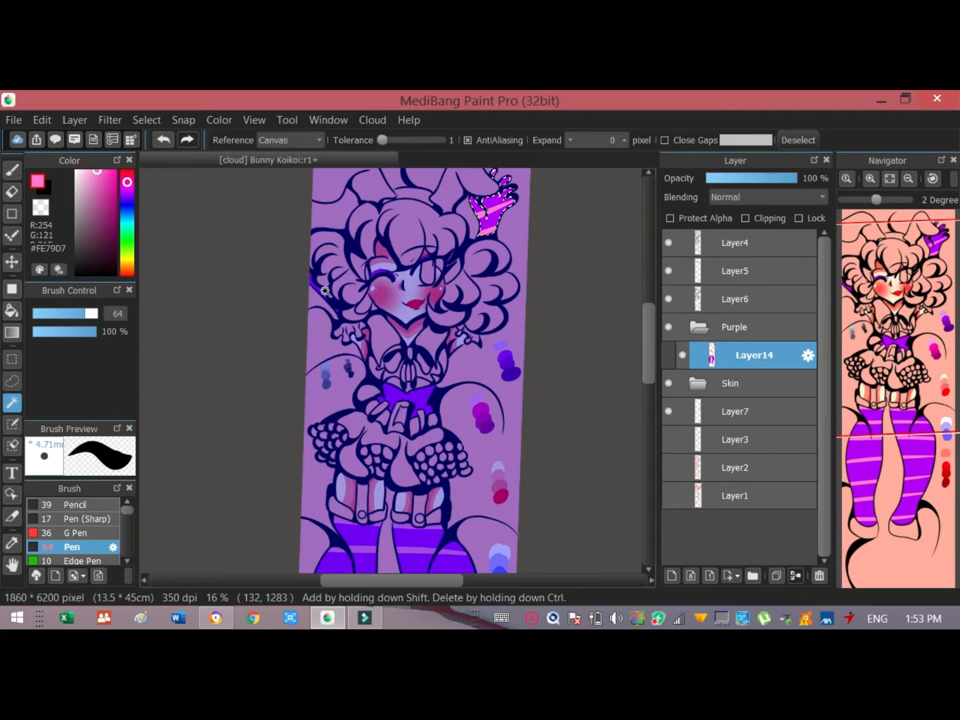 MediBang Paint Pro (32bit)
File Edit Layer Filter Select Snap Color View Tool Window Cloud Help
Reference Canvas Tolerance 1 AntiAliasing Expand 0 pixel Close Gaps Deselect
Color
[cloud] Bunny Koikoi:r1+
Layer
Navigator
Opacity 100 %
Blending Normal
2 Degree
Protect Alpha Clipping Lock
R:254
G:121
#FE79D7
Layer4
Layer5
Brush Control
Layer6
64
100 %
Purple
Layer14
Skin
Layer7
Brush Preview
Layer3
Layer2
Brush
Layer1
39 Pencil
17 Pen (Sharp)
36 G Pen
64 Pen
10 Edge Pen
1860 * 6200 pixel (13.5 * 45cm) 350 dpi 16 % ( 132, 1283 ) Add by holding down Shift. Delete by holding down Ctrl.
ENG 1:53 PM